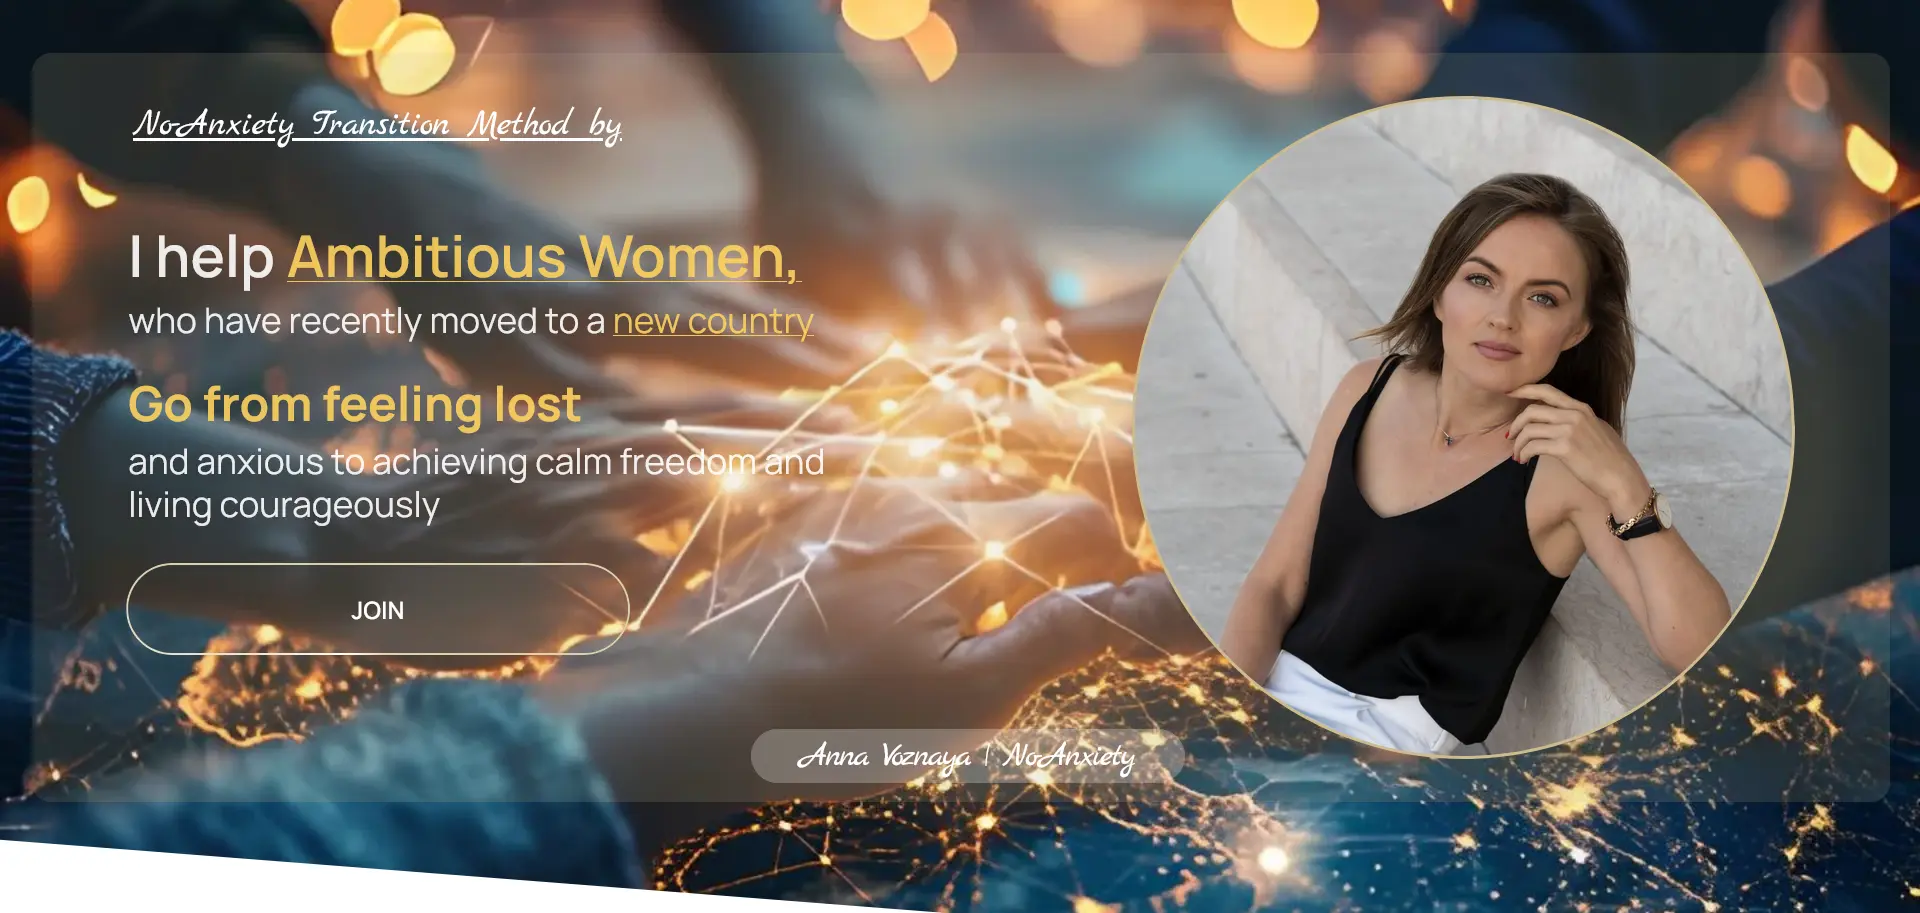 NoAnxiety Transition Method by
I help Ambitious Women,
who have recently moved to a new country
Go from feeling lost
and anxious to achieving calm freedom and
living courageously
JOIN
Anna Voznaya | NoAnxiety